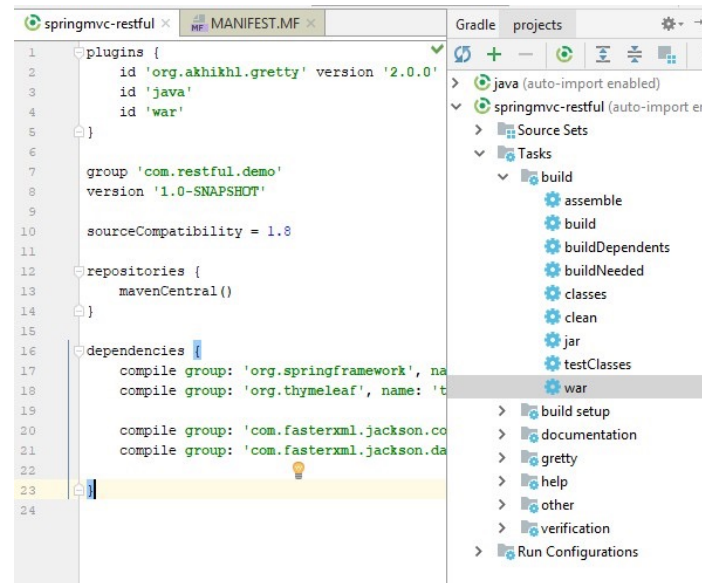 springmvc-restful
MF MANIFEST.MF
1 plugins {
2 id 'org.akhikhl.gretty' version '2.0.0'
3 id 'java'
4 id 'war'
5 }
6
7 group 'com.restful.demo'
8 version '1.0-SNAPSHOT'
9
10 sourceCompatibility = 1.8
11
12 repositories {
13 mavenCentral()
14 }
15
16 dependencies {
17 compile group: 'org.springframework', na
18 compile group: 'org.thymeleaf', name: 't
19
20 compile group: 'com.fasterxml.jackson.co
21 compile group: 'com.fasterxml.jackson.da
22
23 }
24
Gradle projects
java (auto-import enabled)
springmvc-restful (auto-import en
Source Sets
Tasks
build
assemble
build
buildDependents
buildNeeded
classes
clean
jar
testClasses
war
build setup
documentation
gretty
help
other
verification
Run Configurations